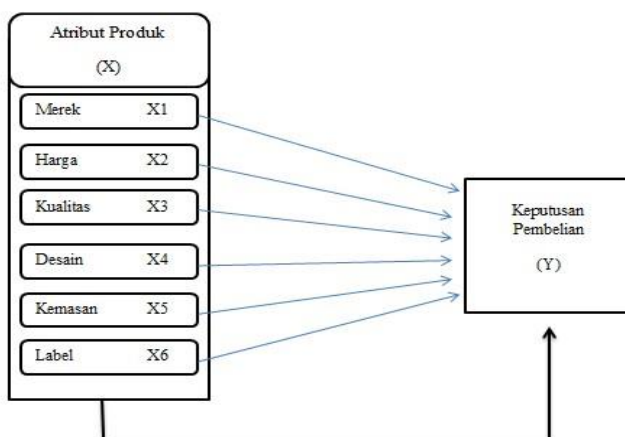 Atribut Produk
(X)
Merek X1
Harga X2
Kualitas X3
Desain X4
Kemasan X5
Label X6
Keputusan
Pembelian
(Y)